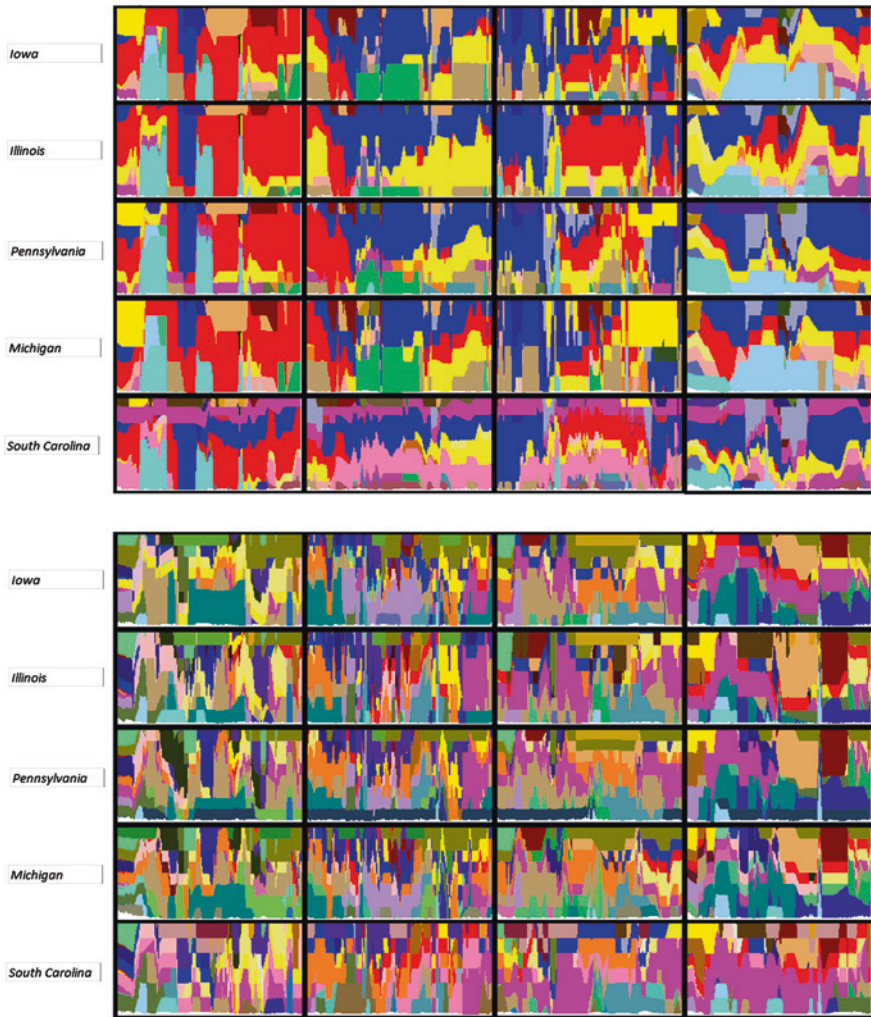 Iowa
Illinois
Pennsylvania
Michigan
South Carolina
Iowa
Illinois
Pennsylvania
Michigan
South Carolina